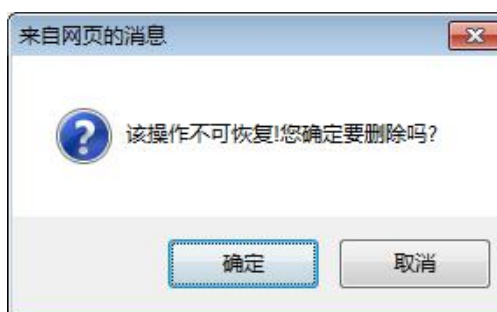 来自网页的消息
该操作不可恢复!您确定要删除吗?
确定
取消